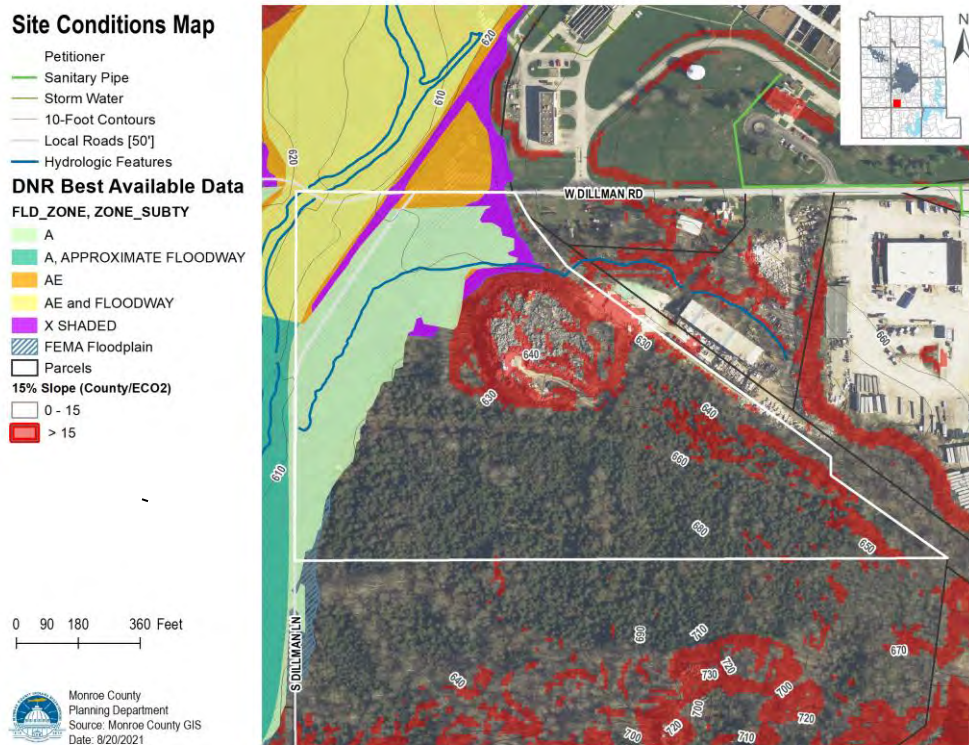 Site Conditions Map
Petitioner
Sanitary Pipe
Storm Water
10-Foot Contours
Local Roads [50']
Hydrologic Features
DNR Best Available Data
FLD_ZONE, ZONE_SUBTY
A
A, APPROXIMATE FLOODWAY
AE
AE and FLOODWAY
X SHADED
FEMA Floodplain
Parcels
15% Slope (County/ECO2)
0 - 15
> 15
0 90 180 360 Feet
Monroe County
Planning Department
Source: Monroe County GIS
Date: 8/20/2021
N
620
610
620
W DILLMAN RD
660
630
640
630
640
660
610
680
650
S DILLMAN LN
660
710
670
720
640
730
700
700
720
720
700
710